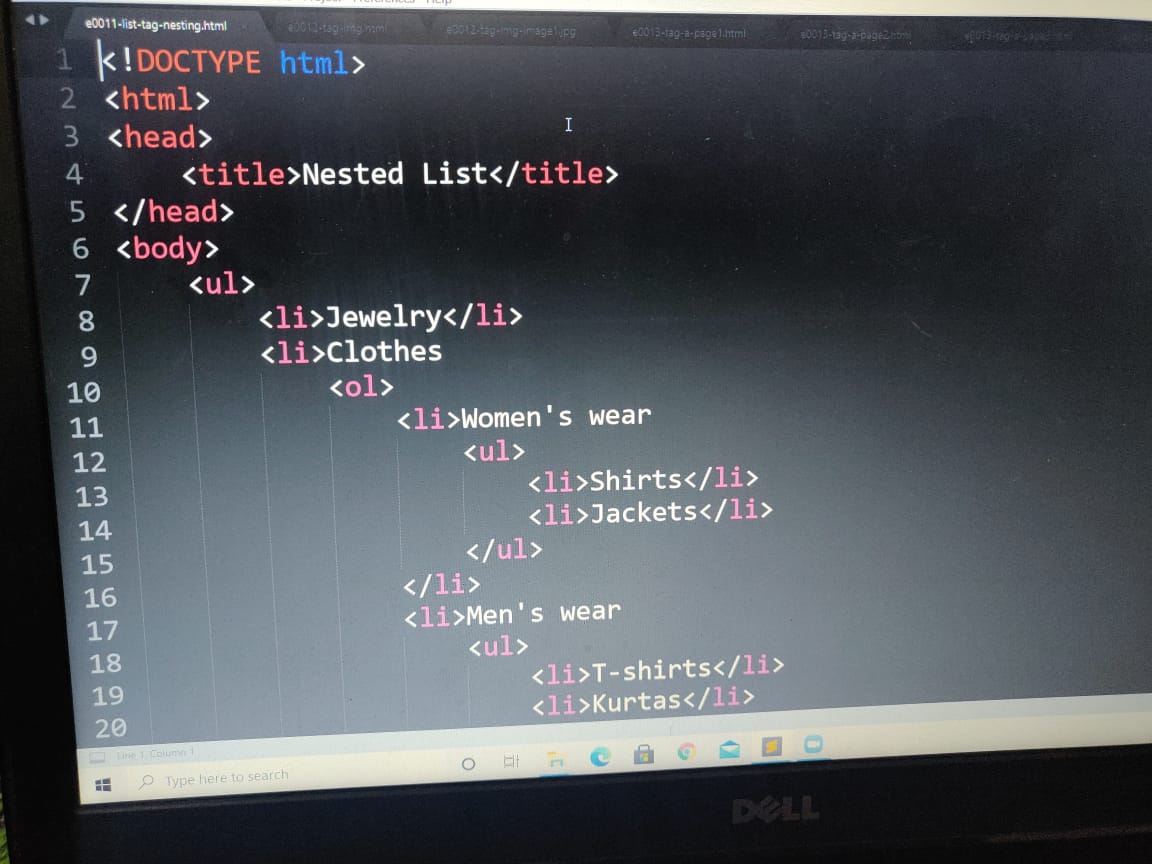 Preferences Help
e0011-list-tag-nesting.html e0012-tag-img.html e0012-tag-img-image1.jpg e0013-tag-a-page1.html e0013-tag-a-page2.html
1 <!DOCTYPE html>
2 <html>
3 <head>
4 <title>Nested List</title>
5 </head>
6 <body>
7 <ul>
8 <li>Jewelry</li>
9 <li>Clothes
10 <ol>
11 <li>Women's wear
12 <ul>
13 <li>Shirts</li>
14 <li>Jackets</li>
15 </ul>
16 </li>
17 <li>Men's wear
18 <ul>
19 <li>T-shirts</li>
20 <li>Kurtas</li>
Line 1, Column 1
Type here to search
DELL